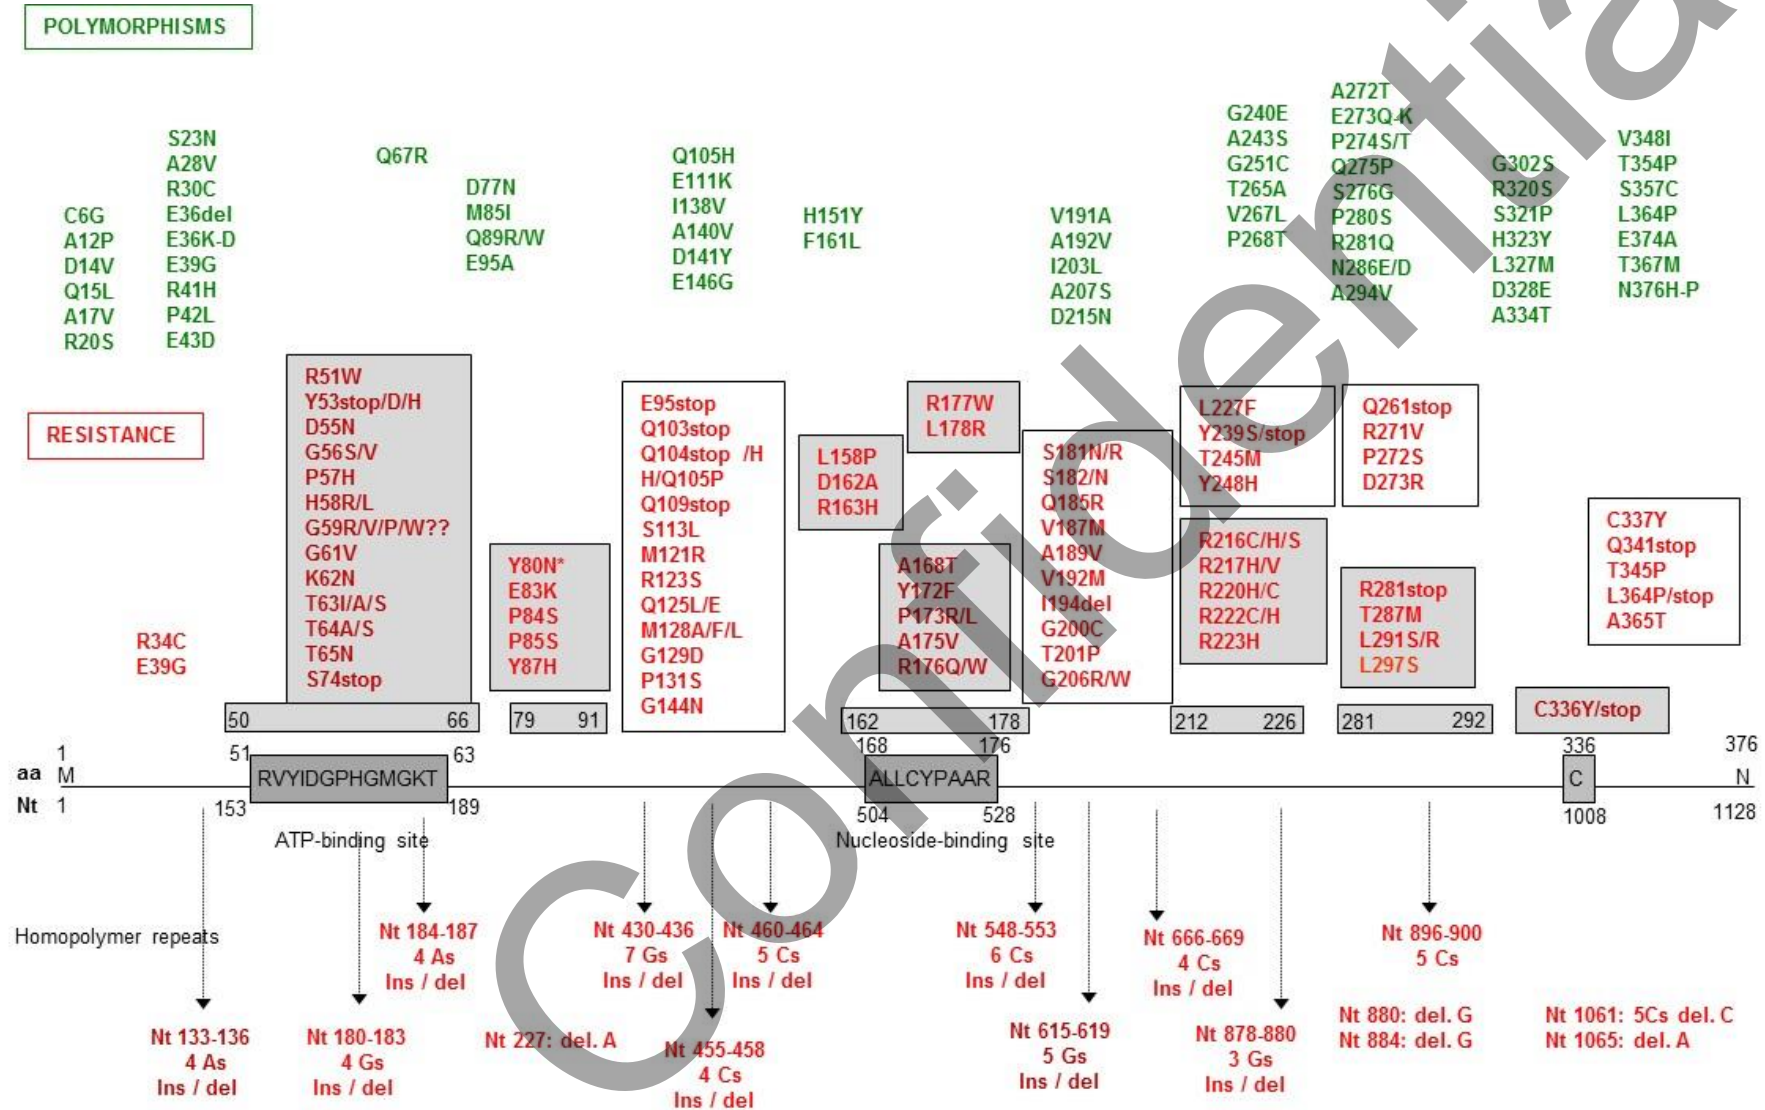 POLYMORPHISMS
C6G
A12P
D14V
Q15L
A17V
R20S
S23N
A28V
R30C
E36del
E36K-D
E39G
R41H
P42L
E43D
Q67R
D77N
M85I
Q89R/W
E95A
Q105H
E111K
I138V
A140V
D141Y
E146G
H151Y
F161L
V191A
A192V
I203L
A207S
D215N
G240E
A243S
G251C
T265A
V267L
P268T
A272T
E273Q-K
P274S/T
Q275P
S276G
P280S
R281Q
N286E/D
A294V
G302S
R320S
S321P
H323Y
L327M
D328E
A334T
V348I
T354P
S357C
L364P
E374A
T367M
N376H-P
RESISTANCE
R34C
E39G
R51W
Y53stop/D/H
D55N
G56S/V
P57H
H58R/L
G59R/V/P/W??
G61V
K62N
T63I/A/S
T64A/S
T65N
S74stop
Y80N*
E83K
P84S
P85S
Y87H
E95stop
Q103stop
Q104stop /H
H/Q105P
Q109stop
S113L
M121R
R123S
Q125L/E
M128A/F/L
G129D
P131S
G144N
L158P
D162A
R163H
R177W
L178R
A168T
Y172F
P173R/L
A175V
R176Q/W
S181N/R
S182/N
Q185R
V187M
A189V
V192M
I194del
G200C
T201P
G206R/W
L227F
Y239S/stop
T245M
Y248H
R216C/H/S
R217H/V
R220H/C
R222C/H
R223H
Q261stop
R271V
P272S
D273R
R281stop
T287M
L291S/R
L297S
C337Y
Q341stop
T345P
L364P/stop
A365T
C336Y/stop
50 66
79 91
162 178
212 226
281 292
1 51 63 168 176 336 376
aa M RVYIDGPHGMGKT ALLCYPAAR C N
Nt 1 153 189 504 528 1008 1128
ATP-binding site
Nucleoside-binding site
Homopolymer repeats
Nt 133-136
4 As
Ins / del
Nt 180-183
4 Gs
Ins / del
Nt 184-187
4 As
Ins / del
Nt 227: del. A
Nt 430-436
7 Gs
Ins / del
Nt 455-458
4 Cs
Ins / del
Nt 460-464
5 Cs
Ins / del
Nt 548-553
6 Cs
Ins / del
Nt 615-619
5 Gs
Ins / del
Nt 666-669
4 Cs
Ins / del
Nt 878-880
3 Gs
Ins / del
Nt 896-900
5 Cs
Nt 880: del. G
Nt 884: del. G
Nt 1061: 5Cs del. C
Nt 1065: del. A
Confidentia